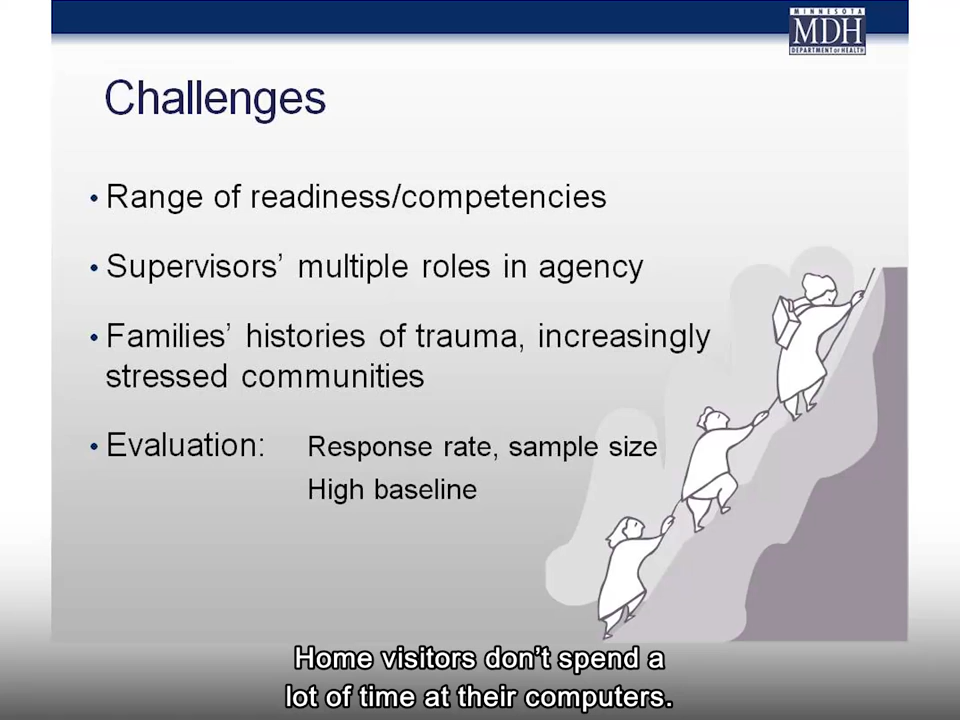 MINNESOTA
MDH
DEPARTMENT OF HEALTH
Challenges
• Range of readiness/competencies
• Supervisors’ multiple roles in agency
• Families’ histories of trauma, increasingly
stressed communities
• Evaluation: Response rate, sample size
High baseline
Home visitors don’t spend a
lot of time at their computers.